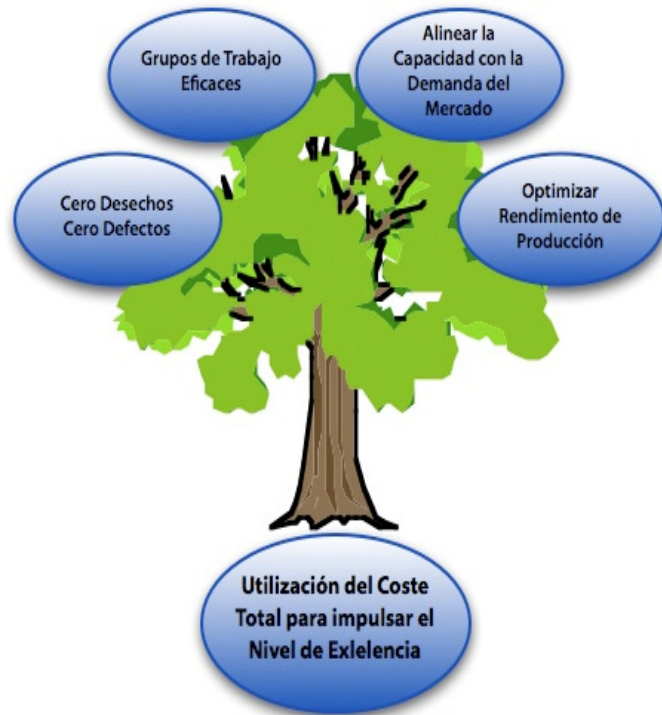 Grupos de Trabajo
Eficaces
Alinear la
Capacidad con la
Demanda del
Mercado
Cero Desechos
Cero Defectos
Optimizar
Rendimiento de
Producción
Utilización del Coste
Total para impulsar el
Nivel de Exlelencia